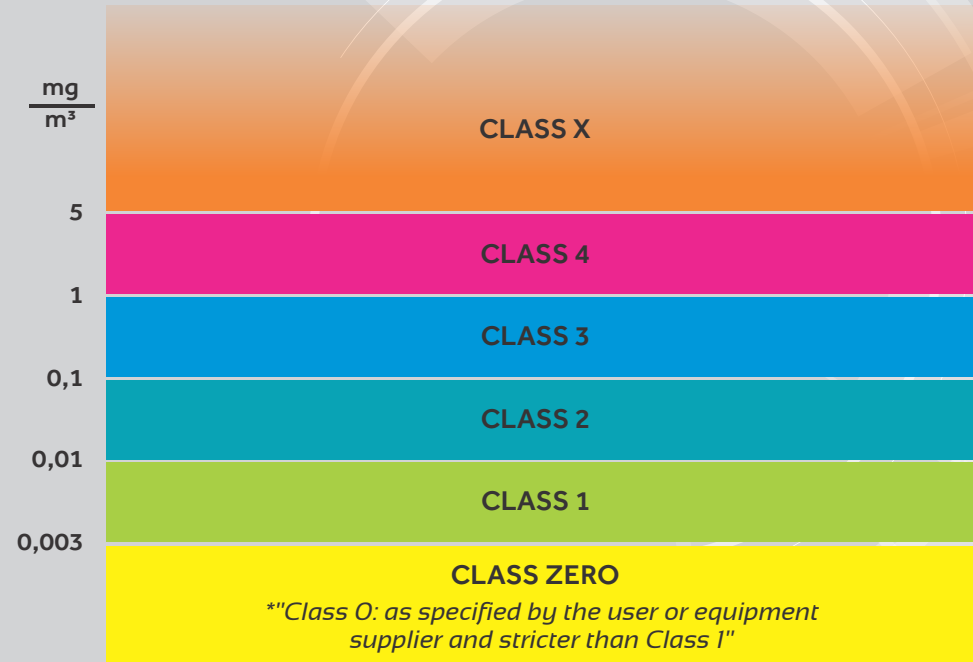 mg
m³
CLASS X
5
CLASS 4
1
CLASS 3
0,1
CLASS 2
0,01
CLASS 1
0,003
CLASS ZERO
*"Class 0: as specified by the user or equipment
supplier and stricter than Class 1"